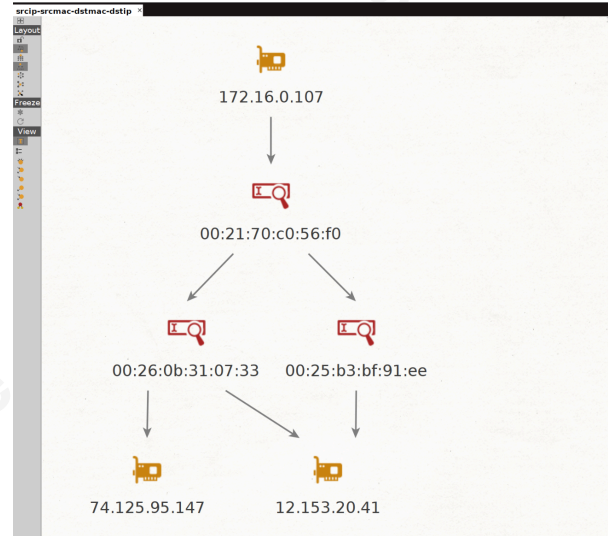 srcip-srcmac-dstmac-dstip ×
Layout
Freeze
View
172.16.0.107
00:21:70:c0:56:f0
00:26:0b:31:07:33
00:25:b3:bf:91:ee
74.125.95.147
12.153.20.41